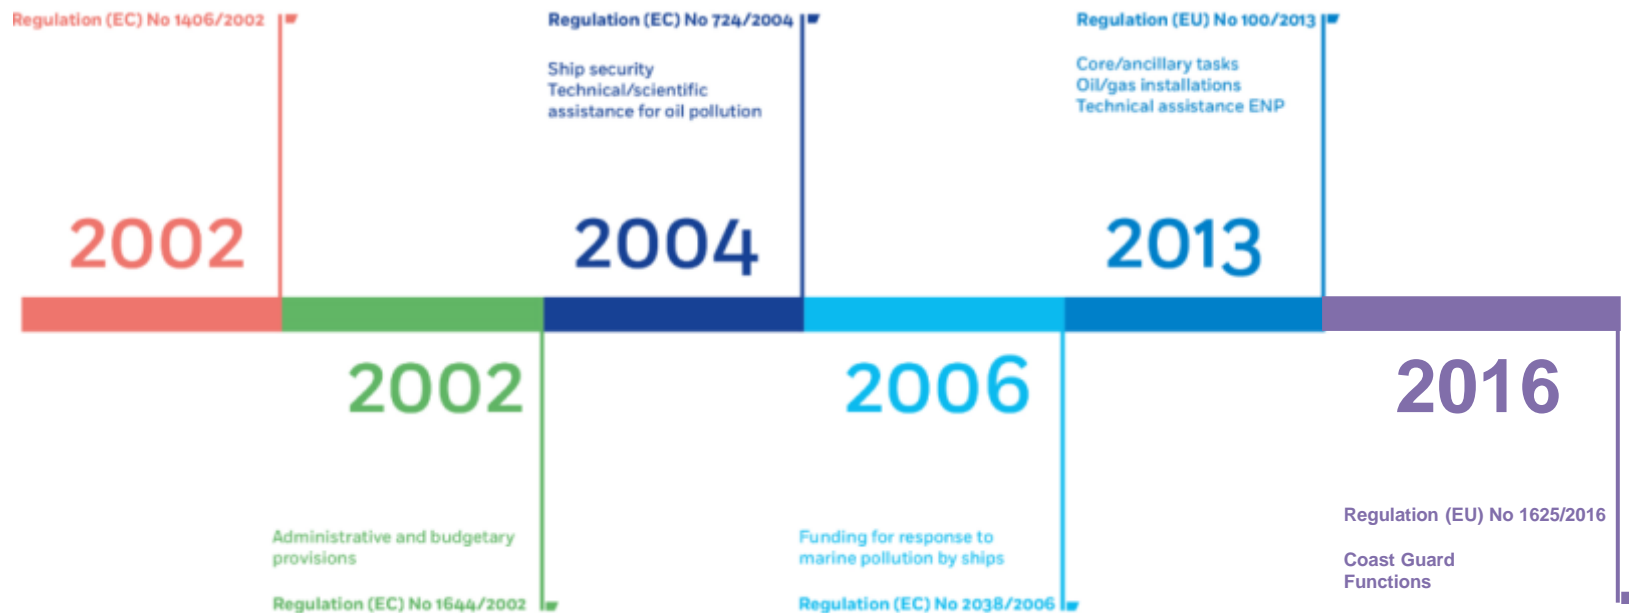 Regulation (EC) No 1406/2002
2002
Administrative and budgetary
provisions
Regulation (EC) No 1644/2002
2002
Regulation (EC) No 724/2004
Ship security
Technical/scientific
assistance for oil pollution
2004
2006
Funding for response to
marine pollution by ships
Regulation (EC) No 2038/2006
Regulation (EU) No 100/2013
Core/ancillary tasks
Oil/gas installations
Technical assistance ENP
2013
2016
Regulation (EU) No 1625/2016
Coast Guard
Functions